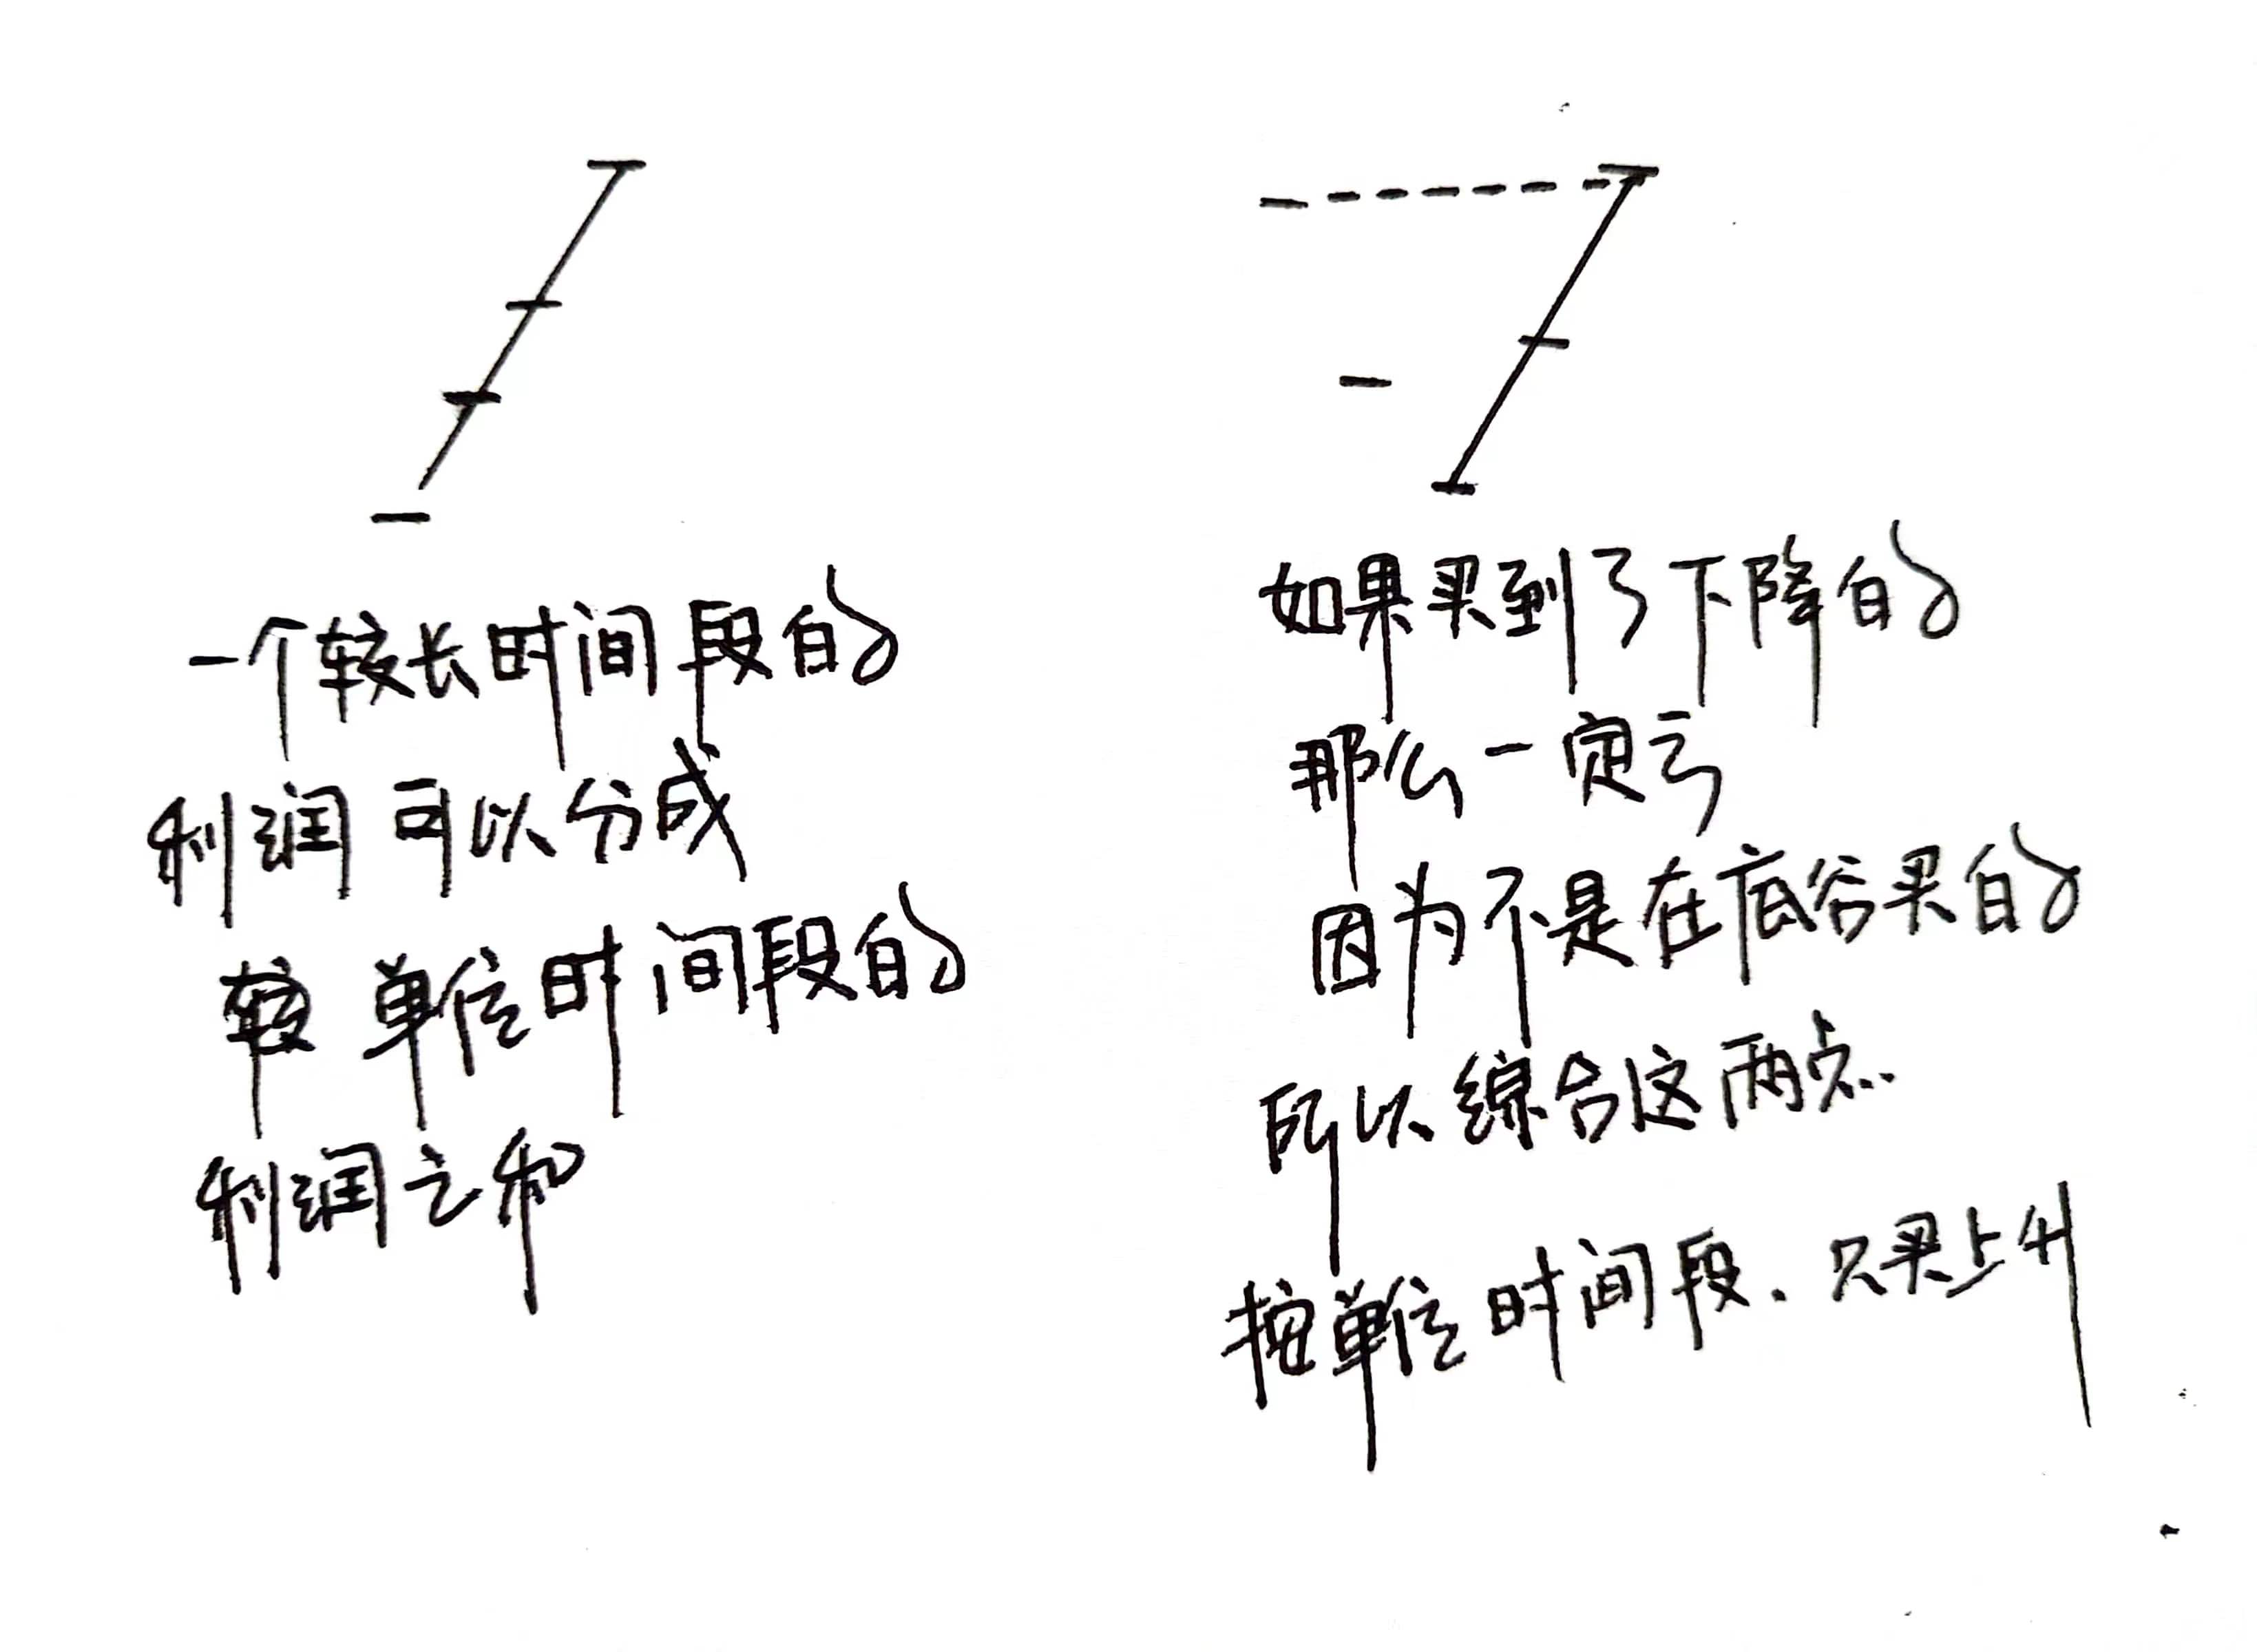 一个较长时间段的
利润可以分成
单位时间段的
利润之和
如果买到了下降的
那么一定亏
因为不是在底谷买的
所以综合这两点
按单位时间段.只买上升